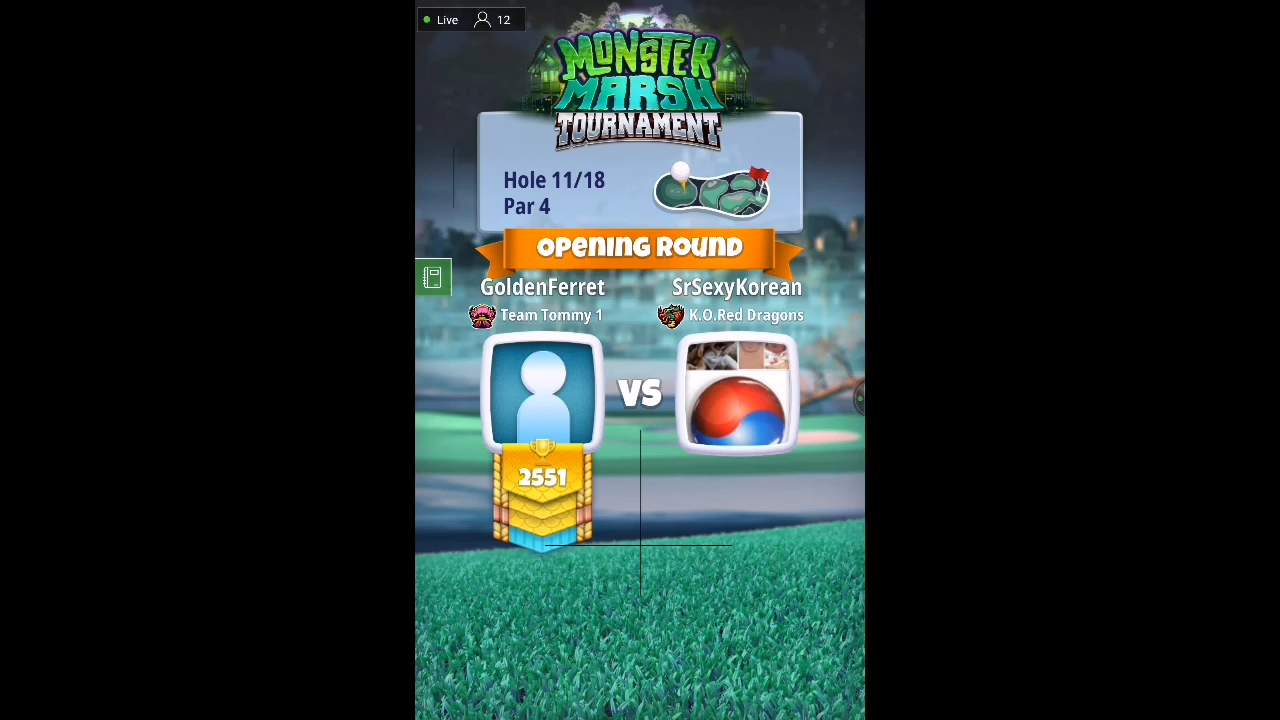 Live 12
MONSTER
MARSH
TOURNAMENT
Hole 11/18
Par 4
OPENING ROUND
GoldenFerret SrSexyKorean
Team Tommy 1 K.O.Red Dragons
VS
2551